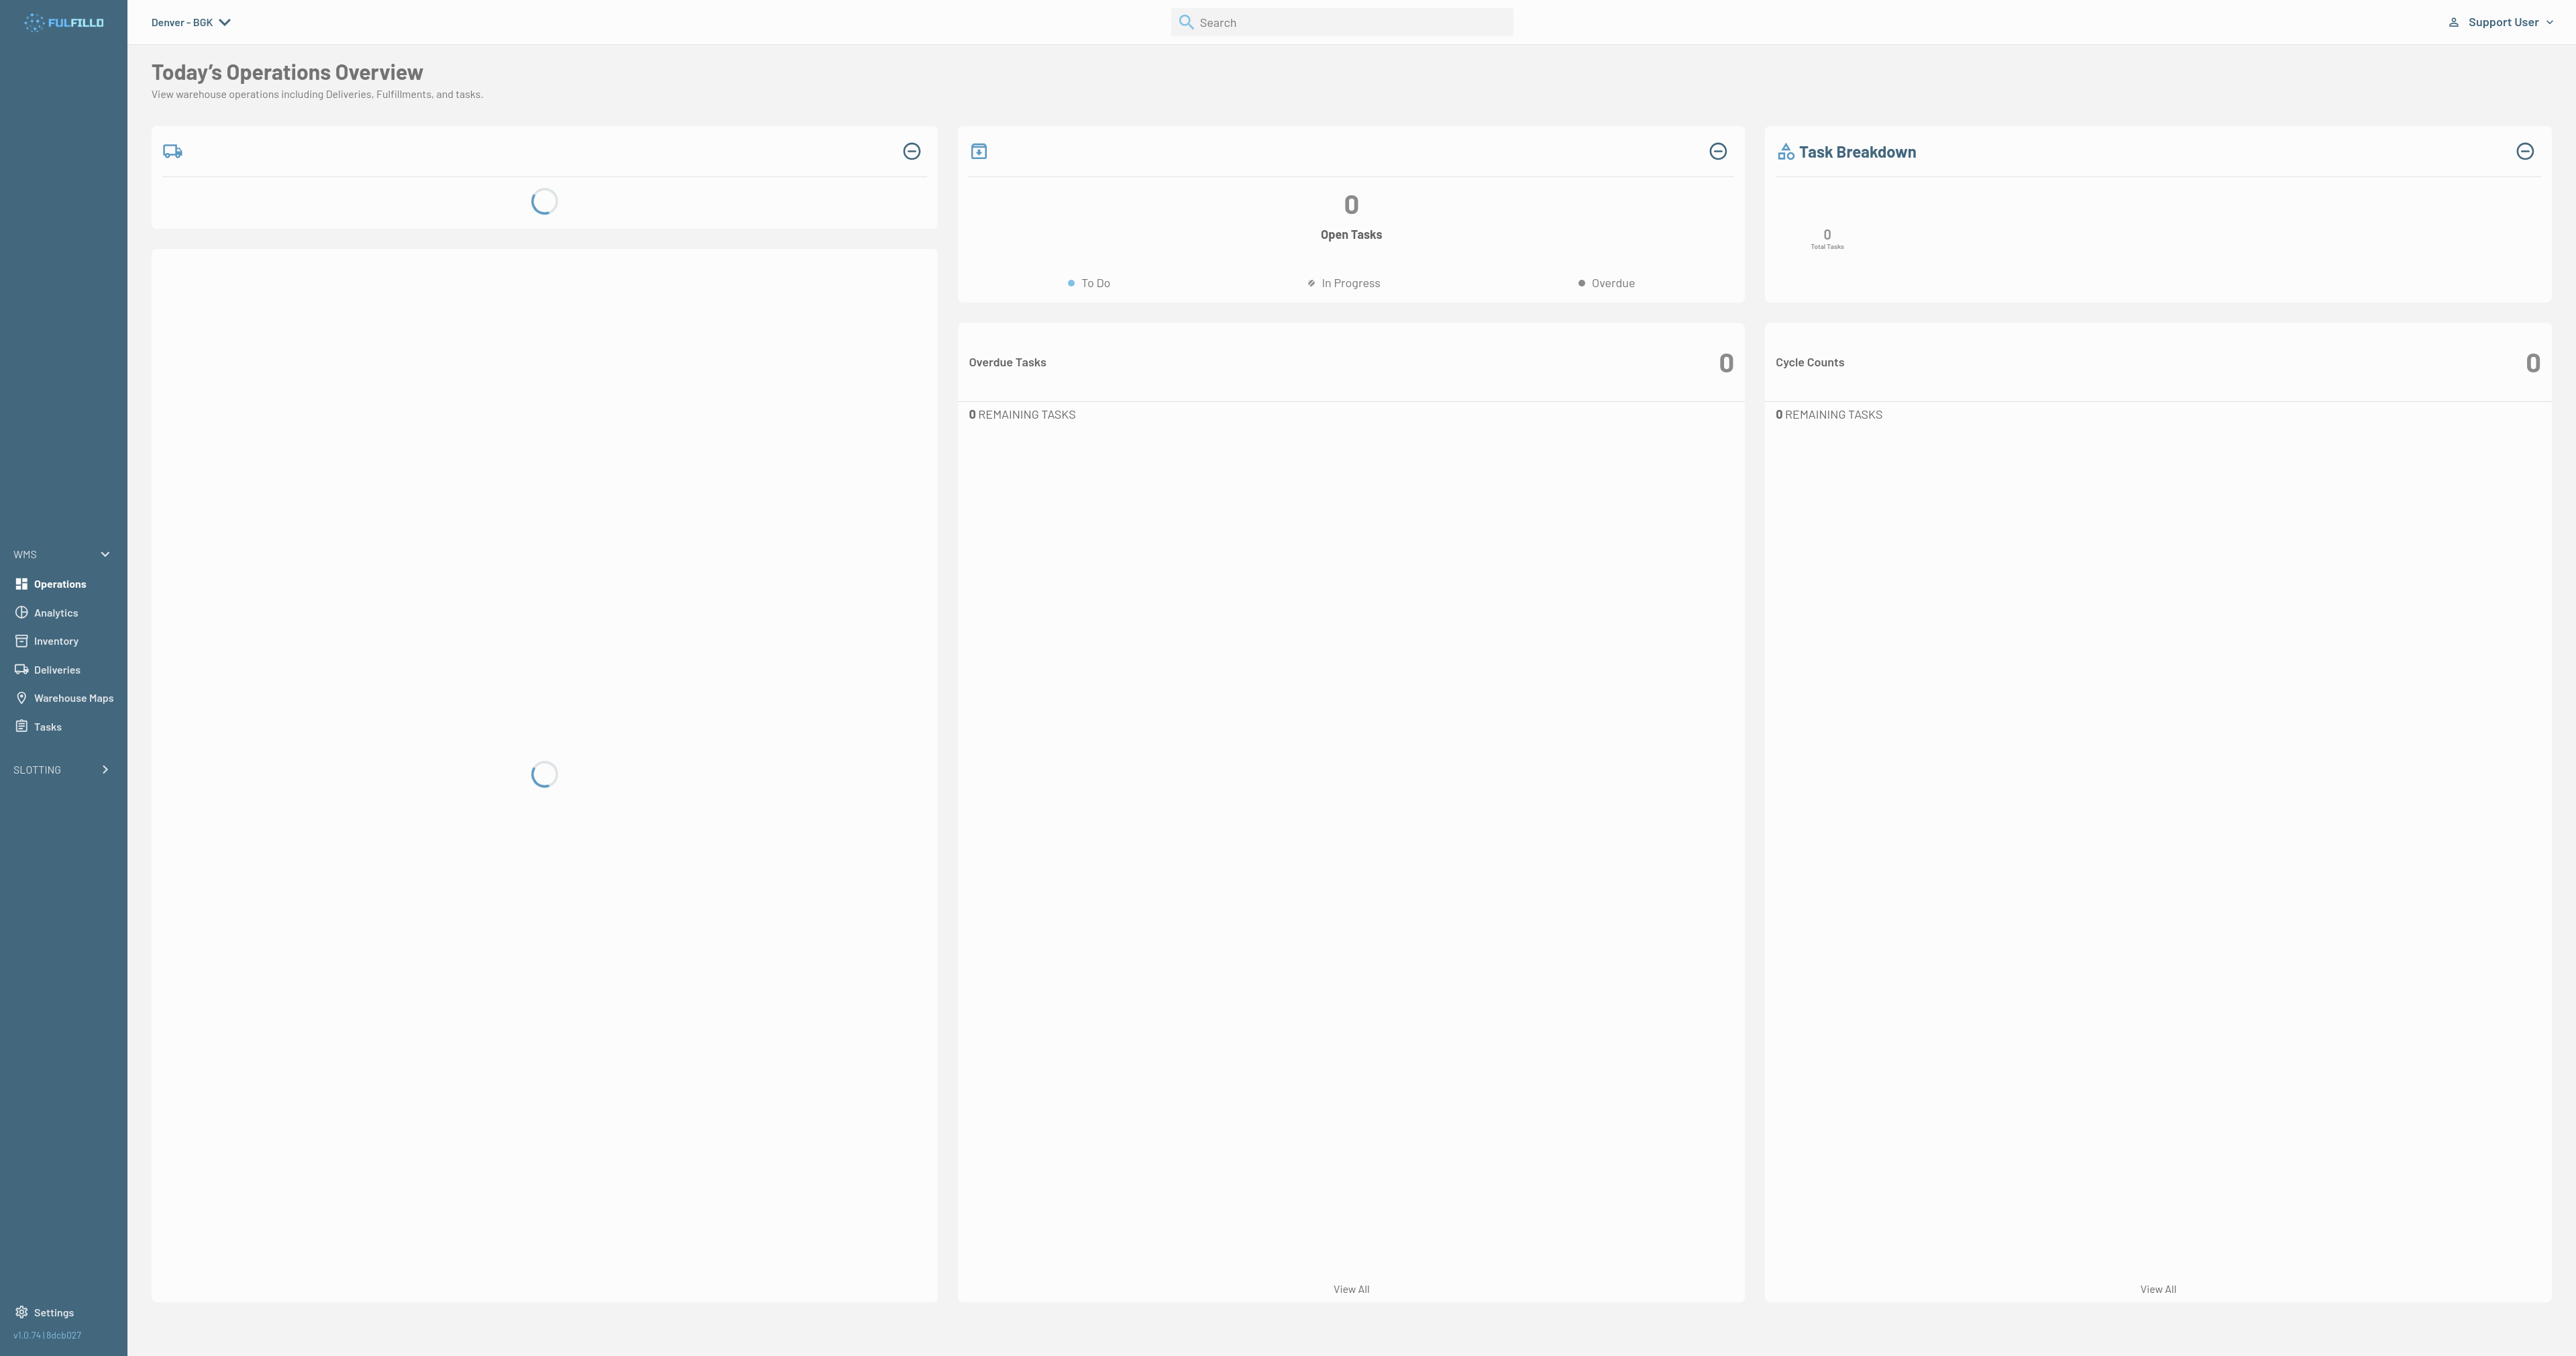 FULFILLD
Denver - BGK
Search
Support User
Today’s Operations Overview
View warehouse operations including Deliveries, Fulfillments, and tasks.
Task Breakdown
0
Open Tasks
To Do
In Progress
Overdue
0
Total Tasks
Overdue Tasks
0
0 REMAINING TASKS
View All
Cycle Counts
0
0 REMAINING TASKS
View All
WMS
Operations
Analytics
Inventory
Deliveries
Warehouse Maps
Tasks
SLOTTING
Settings
v1.0.74 | 8dcb027